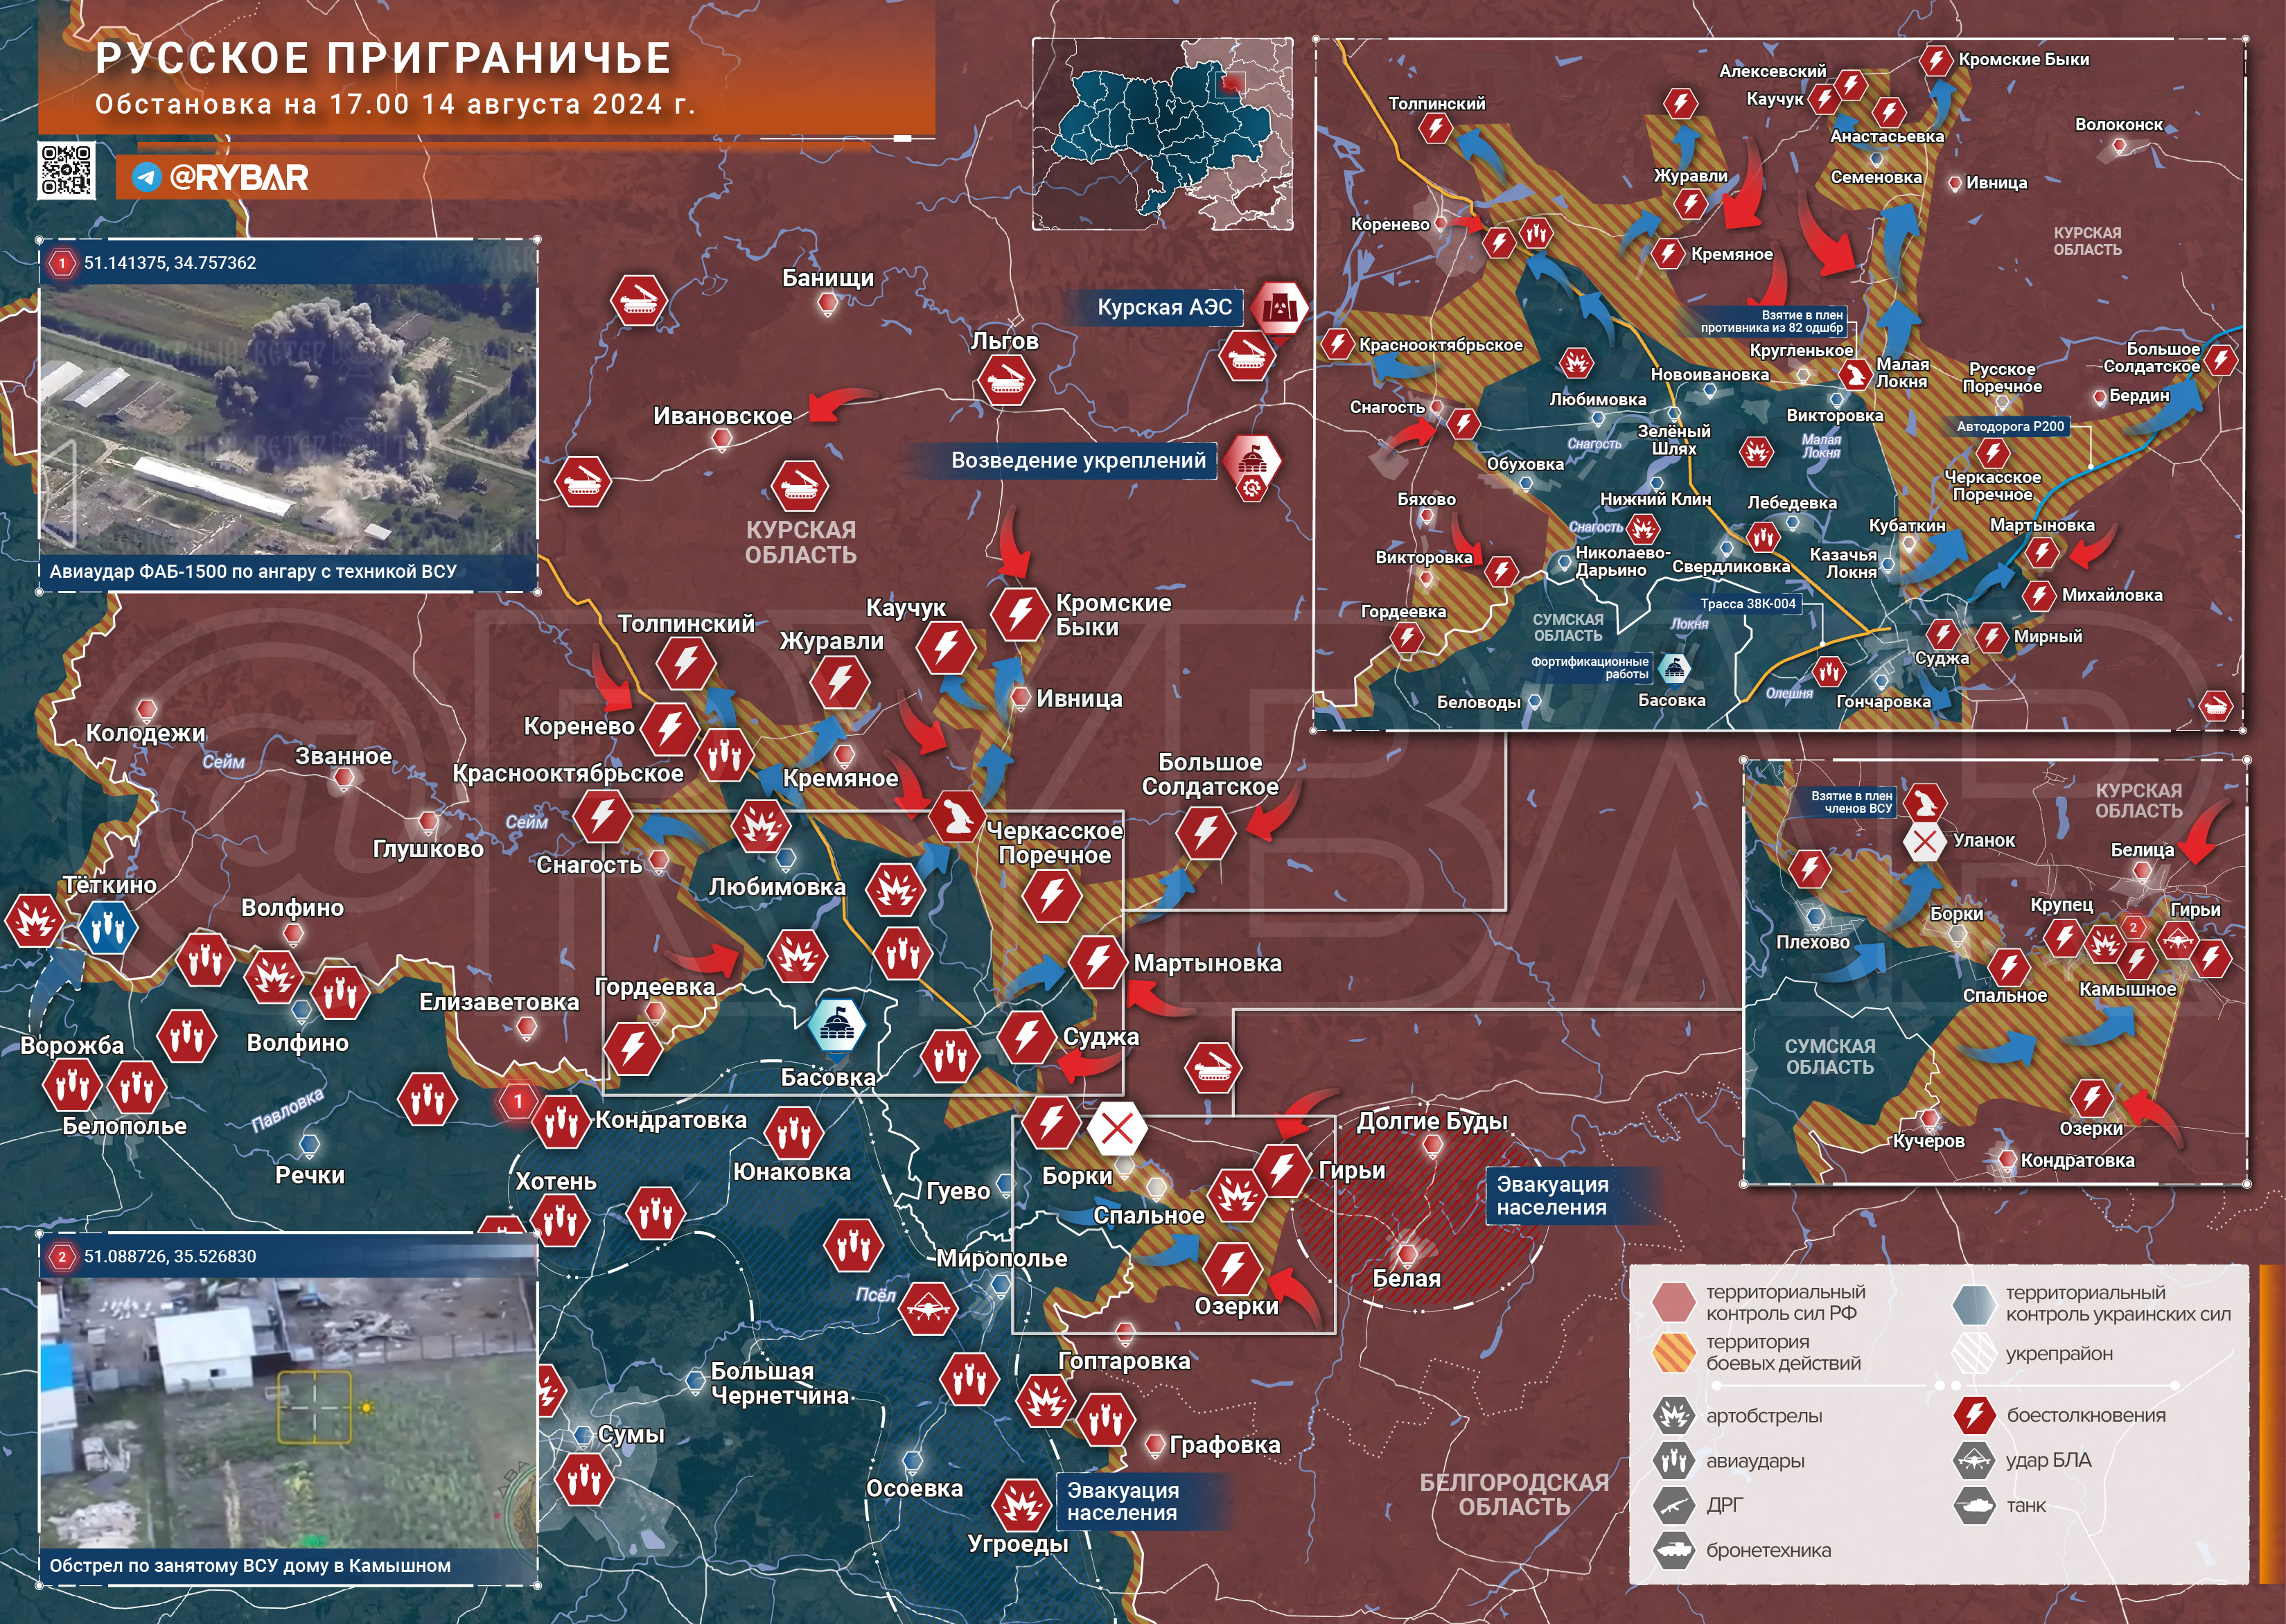 РУССКОЕ ПРИГРАНИЧЬЕ
Обстановка на 17.00 14 августа 2024 г.
@RYBAR
1
51.141375, 34.757362
Авиаудар ФАБ-1500 по ангару с техникой ВСУ
Банищи
Курская АЭС
Льгов
Ивановское
Возведение укреплений
КУРСКАЯ
ОБЛАСТЬ
Каучук
Кромские
Быки
Толпинский
Журавли
Ивница
Коренево
Колодежи
Званное
Сейм
Краснооктябрьское
Кремяное
Большое
Солдатское
Сейм
Глушково
Снагость
Черкасское
Поречное
Любимовка
Тёткино
Волфино
Мартыновка
Гордеевка
Елизаветовка
Суджа
Ворожба
Волфино
Басовка
Павловка
1
Кондратовка
Белополье
Юнаковка
Речки
Хотень
Гуево
Борки
Гирьи
Долгие Буды
Спальное
Эвакуация
населения
Мирополье
Белая
Псёл
Озерки
Гоптаровка
Большая
Чернетчина
Сумы
Графовка
Осоевка
Эвакуация
населения
Угроеды
БЕЛГОРОДСКАЯ
ОБЛАСТЬ
2
51.088726, 35.526830
Обстрел по занятому ВСУ дому в Камышном
Кромские Быки
Алексевский
Каучук
Толпинский
Анастасьевка
Волоконск
Журавли
Семеновка
Ивница
Коренево
КУРСКАЯ
ОБЛАСТЬ
Кремяное
Взятие в плен
противника из 82 одшбр
Краснооктябрьское
Кругленькое
Большое
Солдатское
Малая
Локня
Русское
Поречное
Новоивановка
Бердин
Снагость
Любимовка
Викторовка
Автодорога Р200
Снагость
Зелёный
Шлях
Малая
Локня
Обуховка
Черкасское
Поречное
Бяхово
Нижний Клин
Лебедевка
Снагость
Кубаткин
Мартыновка
Викторовка
Николаево-
Дарьино
Свердликовка
Казачья
Локня
Гордеевка
Трасса 38К-004
Михайловка
СУМСКАЯ
ОБЛАСТЬ
Локня
Мирный
Суджа
Фортификационные
работы
Олешня
Беловоды
Басовка
Гончаровка
Взятие в плен
членов ВСУ
КУРСКАЯ
ОБЛАСТЬ
Уланок
Белица
Крупец
Гирьи
Борки
2
Плехово
Спальное
Камышное
СУМСКАЯ
ОБЛАСТЬ
Озерки
Кучеров
Кондратовка
территориальный
контроль сил РФ
территориальный
контроль украинских сил
территория
боевых действий
укрепрайон
артобстрелы
боестолкновения
авиаудары
удар БЛА
ДРГ
танк
бронетехника